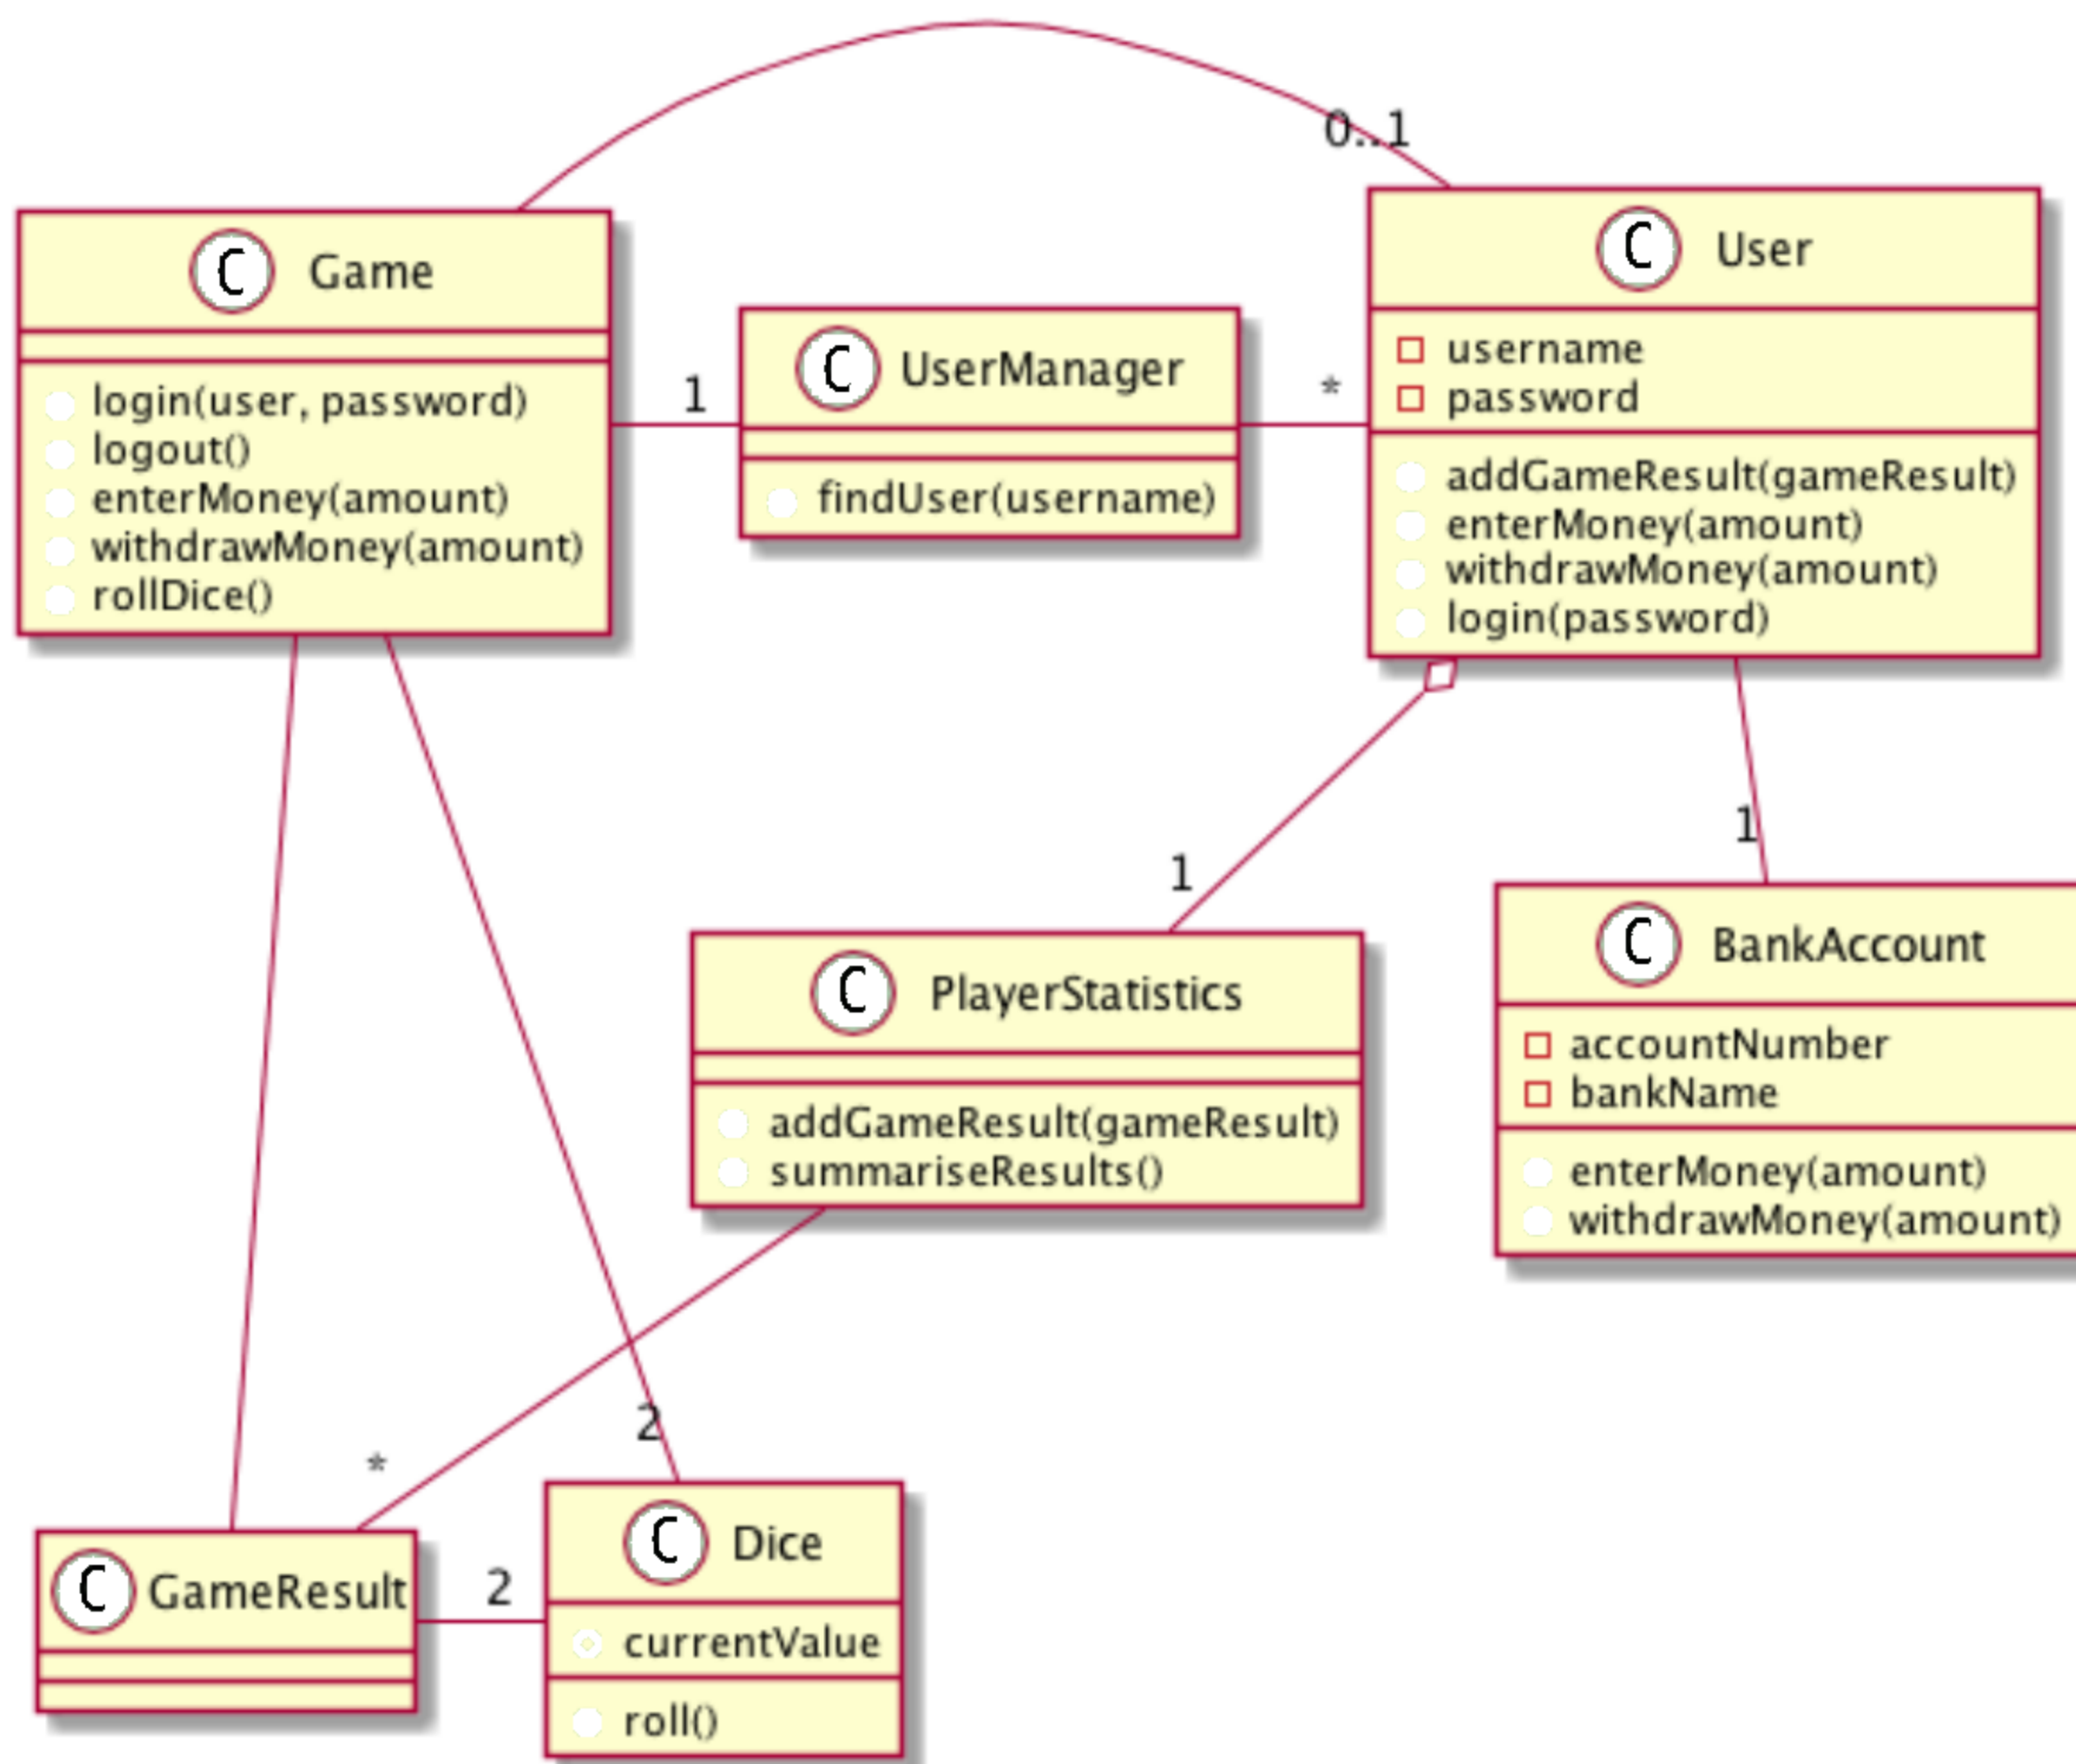 0..1
C Game
login(user, password)
logout()
enterMoney(amount)
withdrawMoney(amount)
rollDice()
1
C UserManager
findUser(username)
*
C User
username
password
addGameResult(gameResult)
enterMoney(amount)
withdrawMoney(amount)
login(password)
1
1
C PlayerStatistics
addGameResult(gameResult)
summariseResults()
C BankAccount
accountNumber
bankName
enterMoney(amount)
withdrawMoney(amount)
*
2
C GameResult
2
C Dice
currentValue
roll()